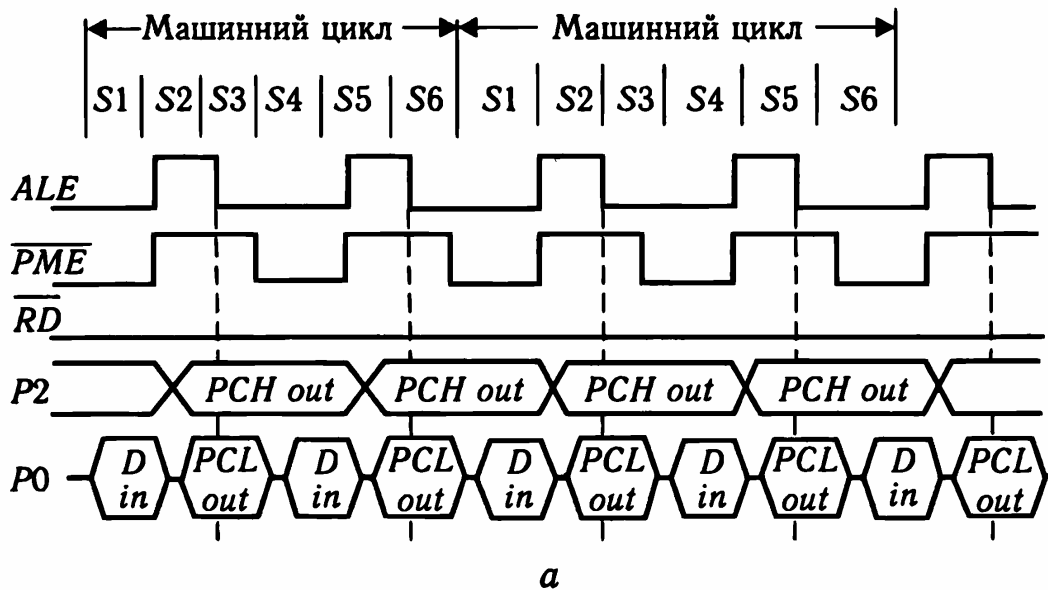 Машинний цикл Машинний цикл
S1 S2 S3 S4 S5 S6 S1 S2 S3 S4 S5 S6
ALE
PME
RD
P2 PCH out PCH out PCH out PCH out
P0 D in PCL out D in PCL out D in PCL out D in PCL out D in PCL out
а